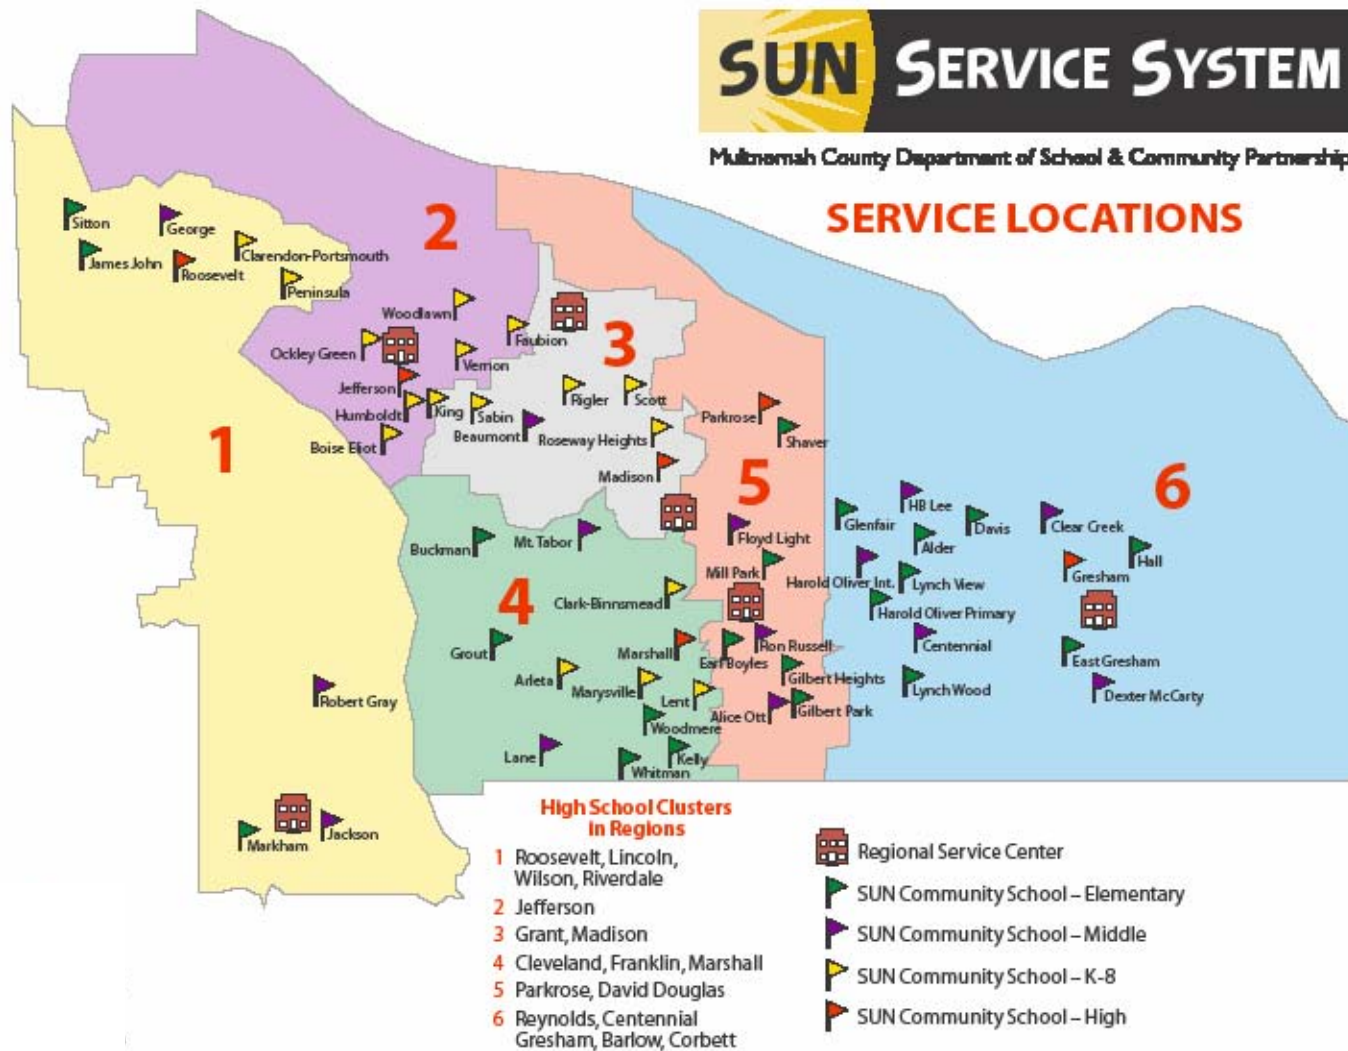 SUN SERVICE SYSTEM
Multnomah County Department of School & Community Partnership
SERVICE LOCATIONS
2
Sitton
George
Clarendon-Portsmouth
James John
Roosevelt
Peninsula
Woodlawn
Faubion
3
Ockley Green
Vernon
Jefferson
Rigler
Scott
Humboldt
King
Sabin
Parkrose
Beaumont
Roseway Heights
Shaver
1
Boise Eliot
Madison
5
6
HB Lee
Glenfair
Davis
Clear Creek
Buckman
Mt. Tabor
Floyd Light
Alder
Hall
Mill Park
Harold Oliver Int.
Lynch View
Gresham
4
Clark-Binnsmead
Harold Oliver Primary
Grout
Marshall
Earl Boyles
Ron Russell
Centennial
East Gresham
Arleta
Marysville
Gilbert Heights
Robert Gray
Lent
Lynch Wood
Dexter McCarty
Alice Ott
Gilbert Park
Woodmere
Lane
Kelly
Whitman
Markham
Jackson
High School Clusters
in Regions
1 Roosevelt, Lincoln,
Wilson, Riverdale
2 Jefferson
3 Grant, Madison
4 Cleveland, Franklin, Marshall
5 Parkrose, David Douglas
6 Reynolds, Centennial
Gresham, Barlow, Corbett
Regional Service Center
SUN Community School – Elementary
SUN Community School – Middle
SUN Community School – K-8
SUN Community School – High